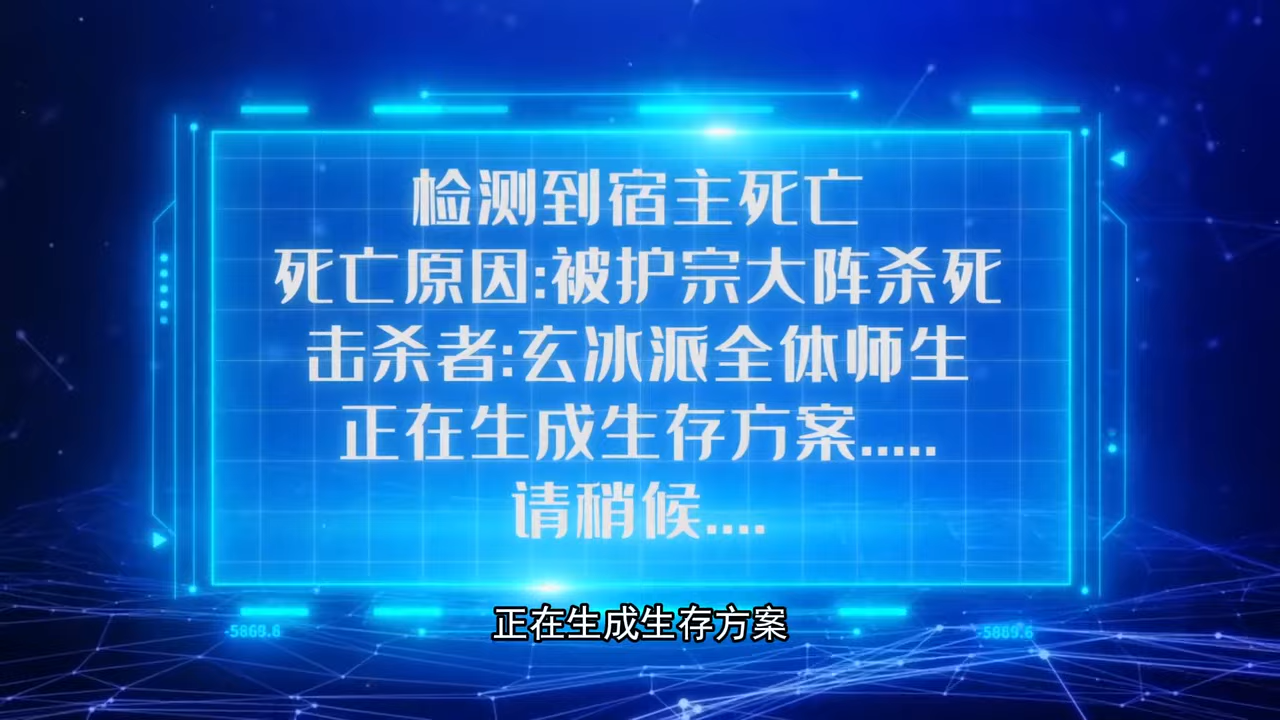 检测到宿主死亡
死亡原因:被护宗大阵杀死
击杀者:玄冰派全体师生
正在生成生存方案.....
请稍候....
正在生成生存方案
-5869.6
-5869.6